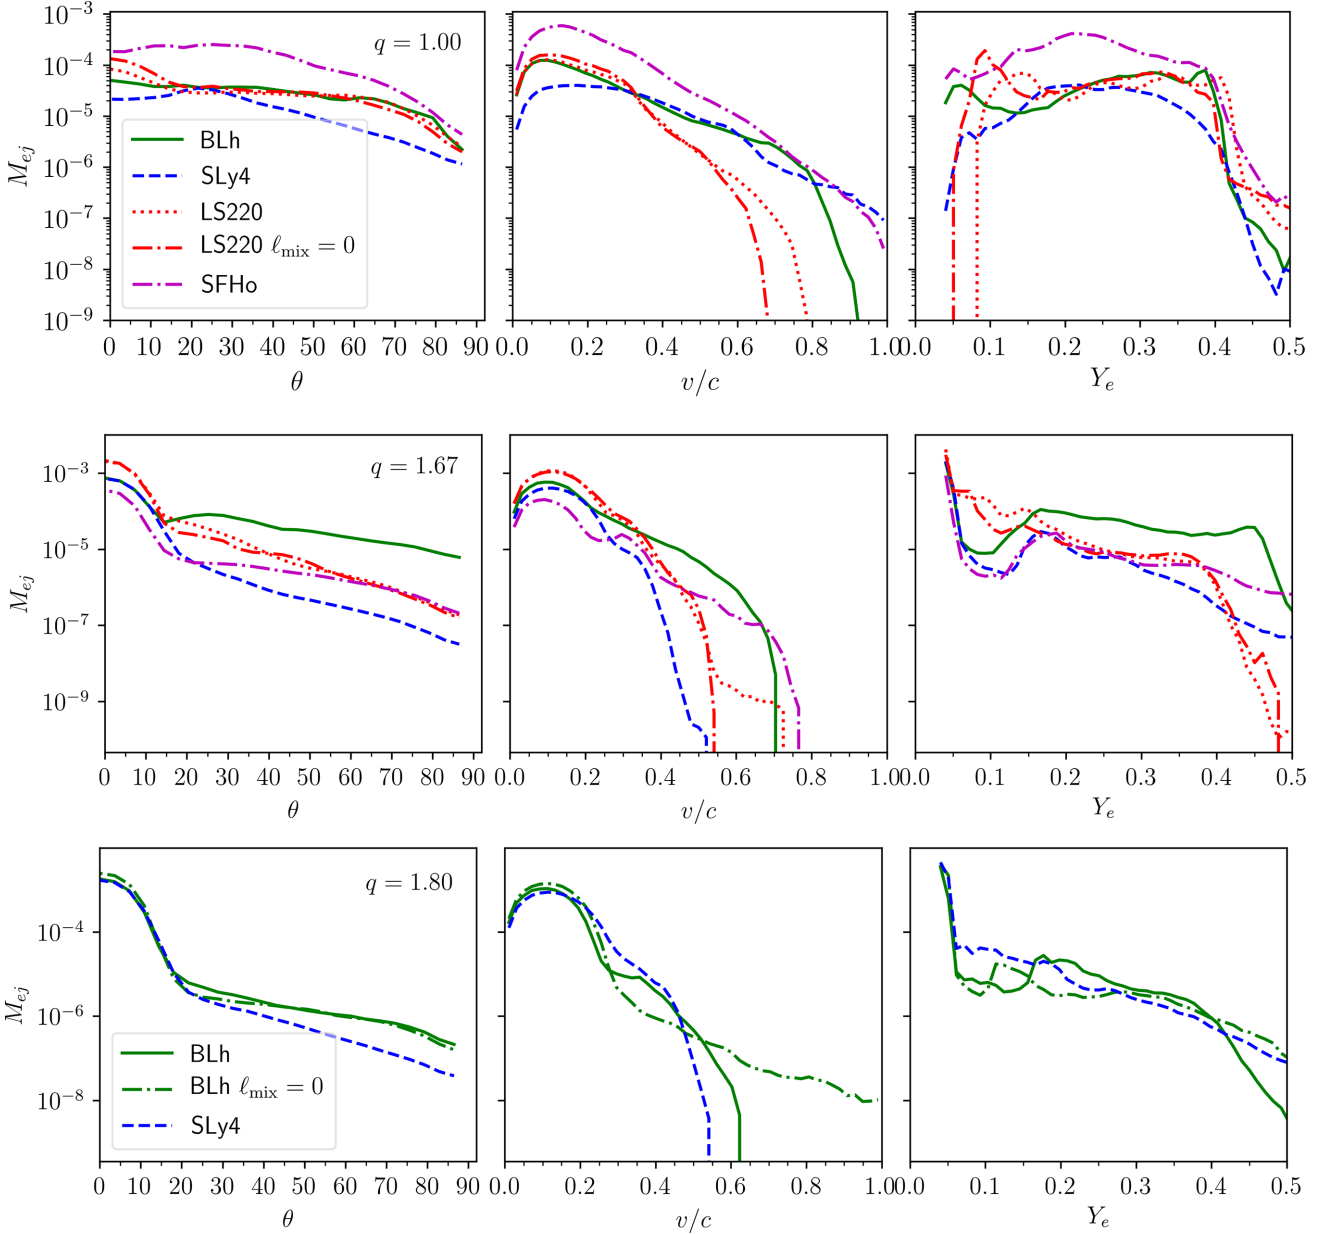 10⁻³
10⁻⁴
10⁻⁵
10⁻⁶
10⁻⁷
10⁻⁸
10⁻⁹
M_ej
q = 1.00
BLh
SLy4
LS220
LS220 ℓ_mix = 0
SFHo
0 10 20 30 40 50 60 70 80 90
θ
0.0 0.2 0.4 0.6 0.8 1.0
v/c
0.0 0.1 0.2 0.3 0.4 0.5
Y_e
10⁻³
10⁻⁵
10⁻⁷
10⁻⁹
M_ej
q = 1.67
0 10 20 30 40 50 60 70 80 90
θ
0.0 0.2 0.4 0.6 0.8 1.0
v/c
0.0 0.1 0.2 0.3 0.4 0.5
Y_e
10⁻⁴
10⁻⁶
10⁻⁸
M_ej
q = 1.80
BLh
BLh ℓ_mix = 0
SLy4
0 10 20 30 40 50 60 70 80 90
θ
0.0 0.2 0.4 0.6 0.8 1.0
v/c
0.0 0.1 0.2 0.3 0.4 0.5
Y_e